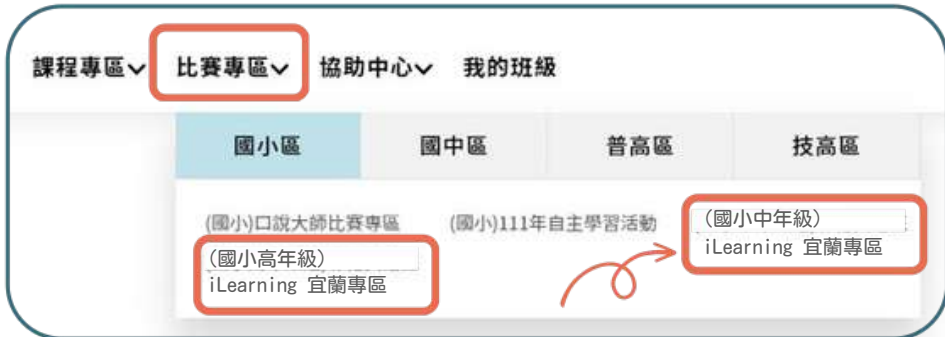 課程專區 比賽專區 協助中心 我的班級
國小區 國中區 普高區 技高區
(國小)口說大師比賽專區 (國小)111年自主學習活動 (國小中年級)
iLearning 宜蘭專區
(國小高年級)
iLearning 宜蘭專區